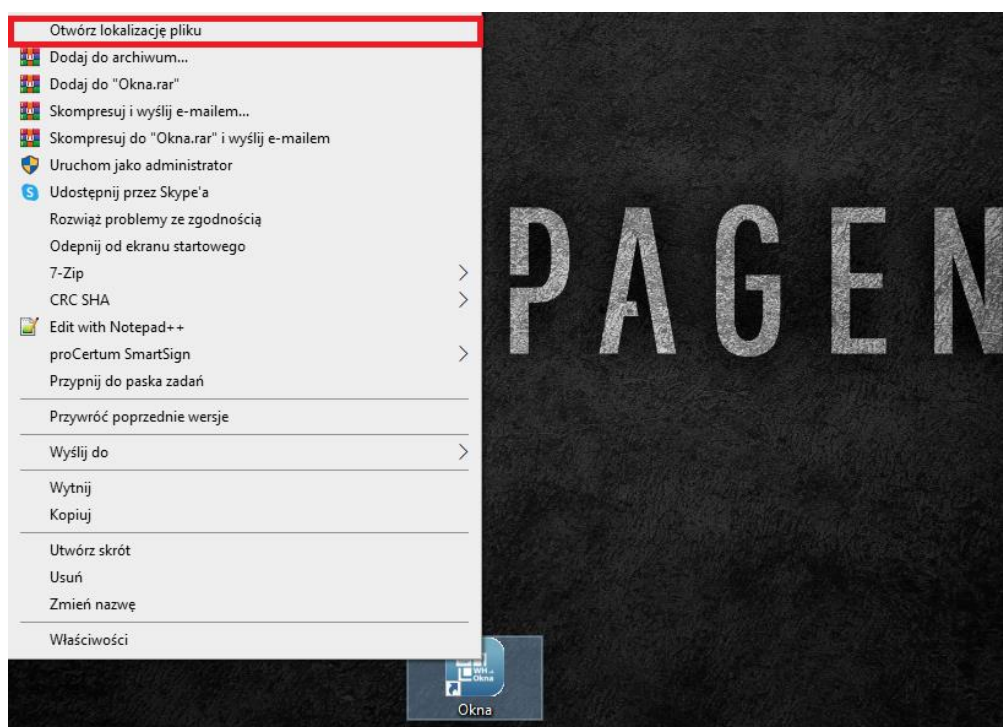 Otwórz lokalizację pliku
Dodaj do archiwum...
Dodaj do "Okna.rar"
Skompresuj i wyślij e-mailem...
Skompresuj do "Okna.rar" i wyślij e-mailem
Uruchom jako administrator
Udostępnij przez Skype'a
Rozwiąż problemy ze zgodnością
Odepnij od ekranu startowego
7-Zip
CRC SHA
Edit with Notepad++
proCertum SmartSign
Przypnij do paska zadań
Przywróć poprzednie wersje
Wyślij do
Wytnij
Kopiuj
Utwórz skrót
Usuń
Zmień nazwę
Właściwości
PAGEN
WH
Okna
Okna